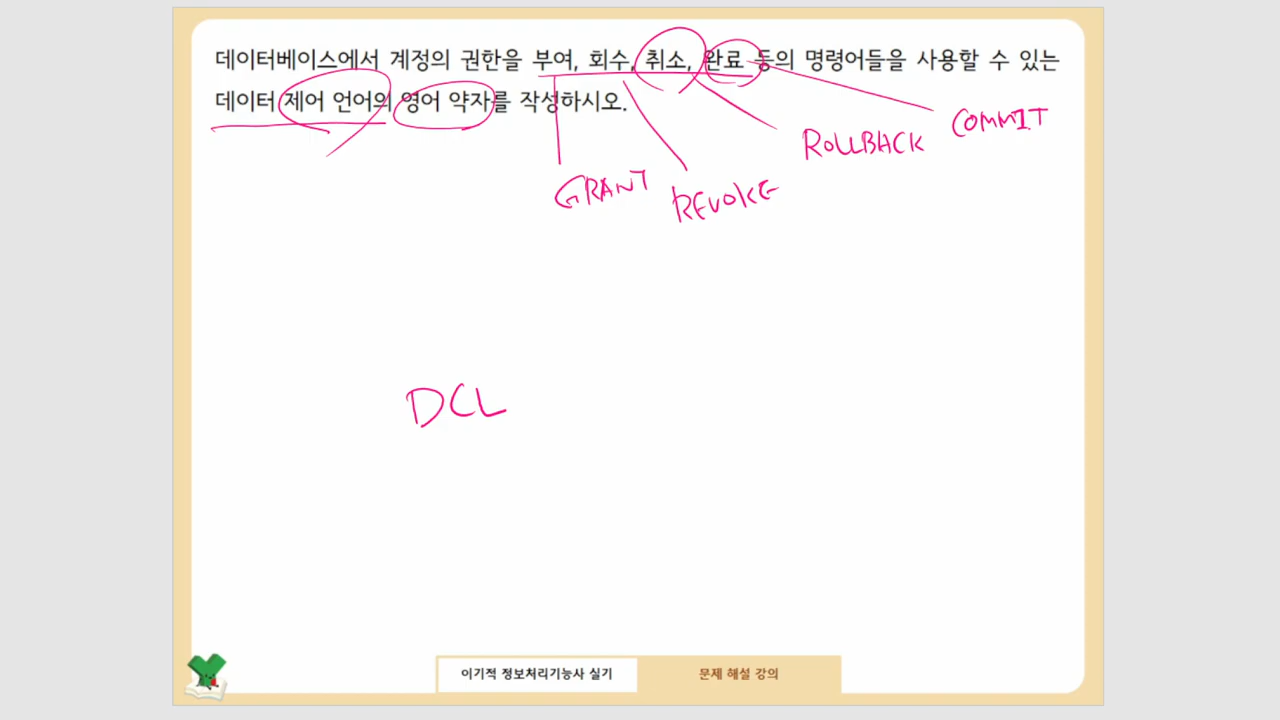 데이터베이스에서 계정의 권한을 부여, 회수, 취소, 완료 등의 명령어들을 사용할 수 있는
데이터 제어 언어의 영어 약자를 작성하시오.
COMMIT
ROLLBACK
GRANT
REVOKE
DCL
이기적 정보처리기능사 실기
문제 해설 강의